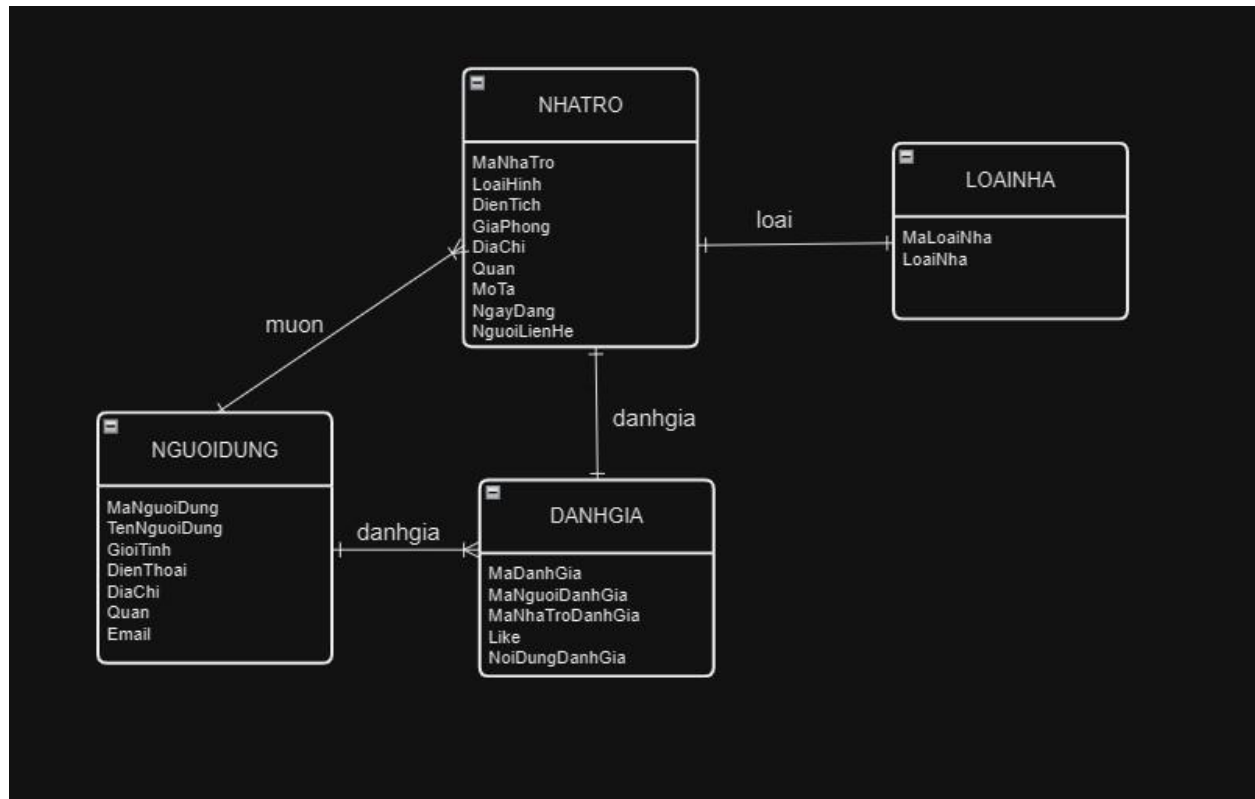 NHATRO
MaNhaTro
LoaiHinh
DienTich
GiaPhong
DiaChi
Quan
MoTa
NgayDang
NguoiLienHe
loai
LOAINHA
MaLoaiNha
LoaiNha
muon
danhgia
NGUOIDUNG
MaNguoiDung
TenNguoiDung
GioiTinh
DienThoai
DiaChi
Quan
Email
danhgia
DANHGIA
MaDanhGia
MaNguoiDanhGia
MaNhaTroDanhGia
Like
NoiDungDanhGia